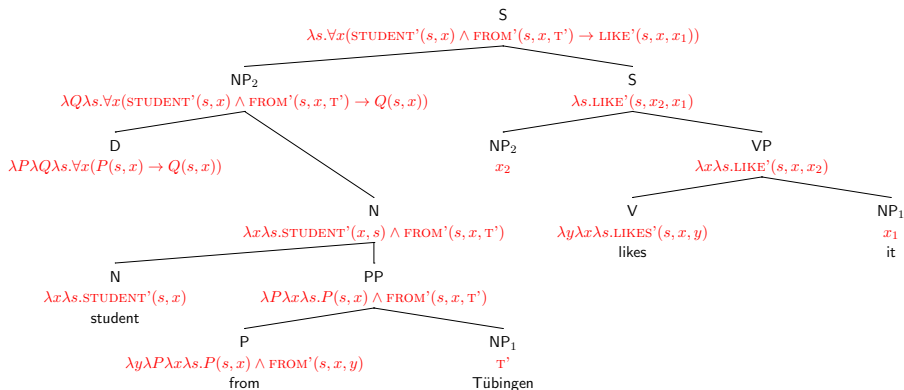 S
λs.∀x(STUDENT'(s, x) ∧ FROM'(s, x, T') → LIKE'(s, x, x₁))
NP₂ S
λQλs.∀x(STUDENT'(s, x) ∧ FROM'(s, x, T') → Q(s, x)) λs.LIKE'(s, x₂, x₁)
D NP₂ VP
λPλQλs.∀x(P(s, x) → Q(s, x)) x₂ λxλs.LIKE'(s, x, x₂)
N V NP₁
λxλs.STUDENT'(x, s) ∧ FROM'(s, x, T') λyλxλs.LIKES'(s, x, y) x₁
likes it
N PP
λxλs.STUDENT'(s, x) λPλxλs.P(s, x) ∧ FROM'(s, x, T')
student
P NP₁
λyλPλxλs.P(s, x) ∧ FROM'(s, x, y) T'
from Tübingen